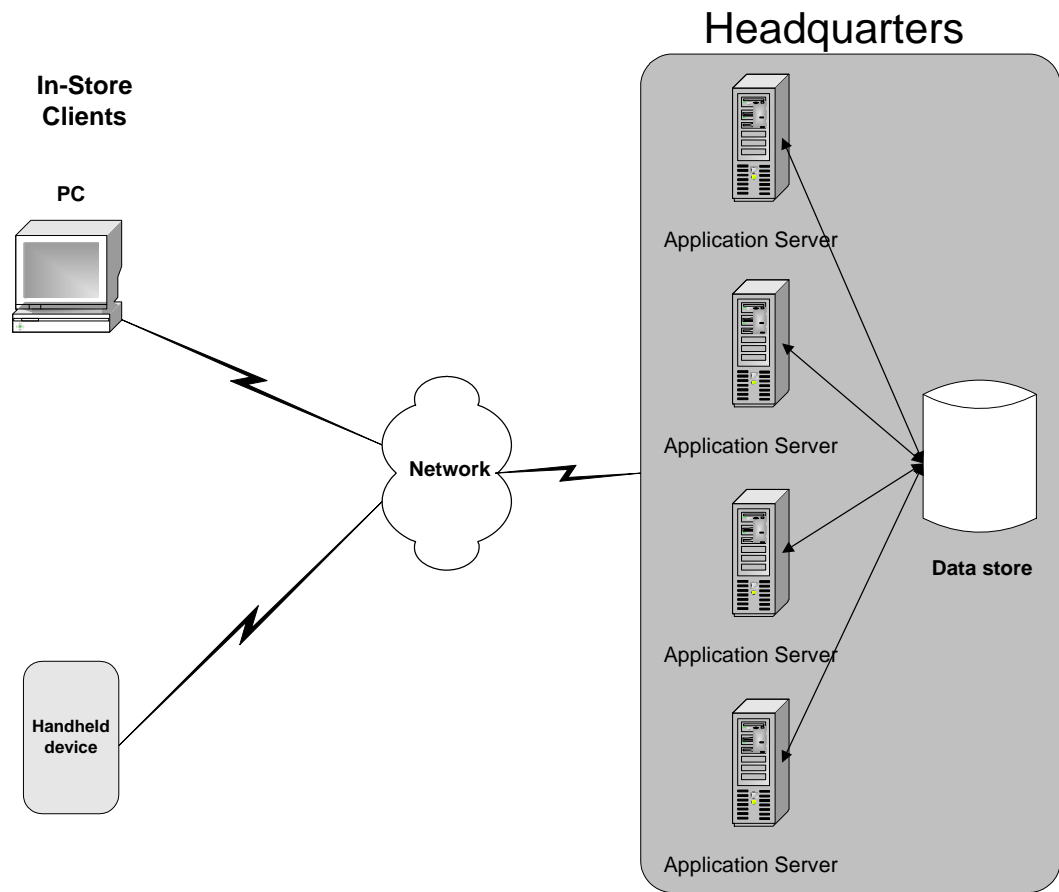 Headquarters
In-Store
Clients
PC
Application Server
Application Server
Network
Data store
Application Server
Handheld
device
Application Server